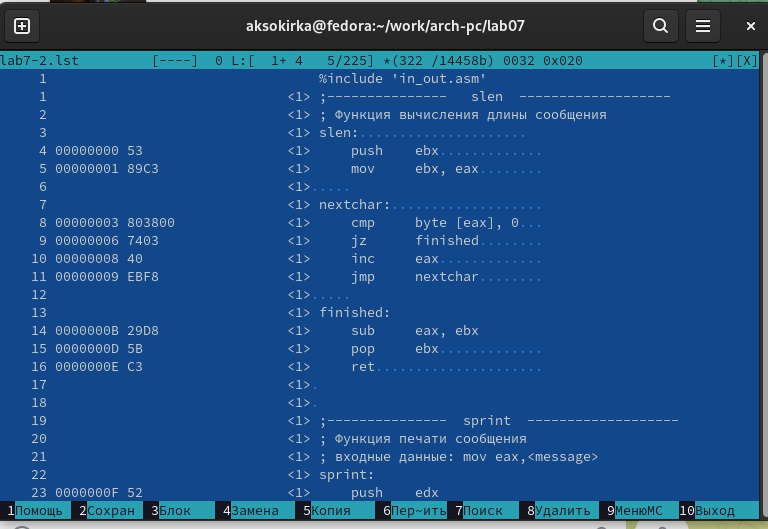 aksokirka@fedora:~/work/arch-pc/lab07
lab7-2.lst [----] 0 L:[ 1+ 4 5/225] *(322 /14458b) 0032 0x020 [*][X]
1 %include 'in_out.asm'
1 <1> ;--------------- slen -------------------
2 <1> ; Функция вычисления длины сообщения
3 <1> slen:.....................
4 00000000 53 <1> push ebx.............
5 00000001 89C3 <1> mov ebx, eax........
6 <1>.....
7 <1> nextchar:...................
8 00000003 803800 <1> cmp byte [eax], 0...
9 00000006 7403 <1> jz finished........
10 00000008 40 <1> inc eax.............
11 00000009 EBF8 <1> jmp nextchar........
12 <1>.....
13 <1> finished:
14 0000000B 29D8 <1> sub eax, ebx
15 0000000D 5B <1> pop ebx.............
16 0000000E C3 <1> ret.....................
17 <1>.
18 <1>.
19 <1> ;--------------- sprint -------------------
20 <1> ; Функция печати сообщения
21 <1> ; входные данные: mov eax,<message>
22 <1> sprint:
23 0000000F 52 <1> push edx
1Помощь 2Сохран 3Блок 4Замена 5Копия 6Пер~ить 7Поиск 8Удалить 9МенюMC 10Выход